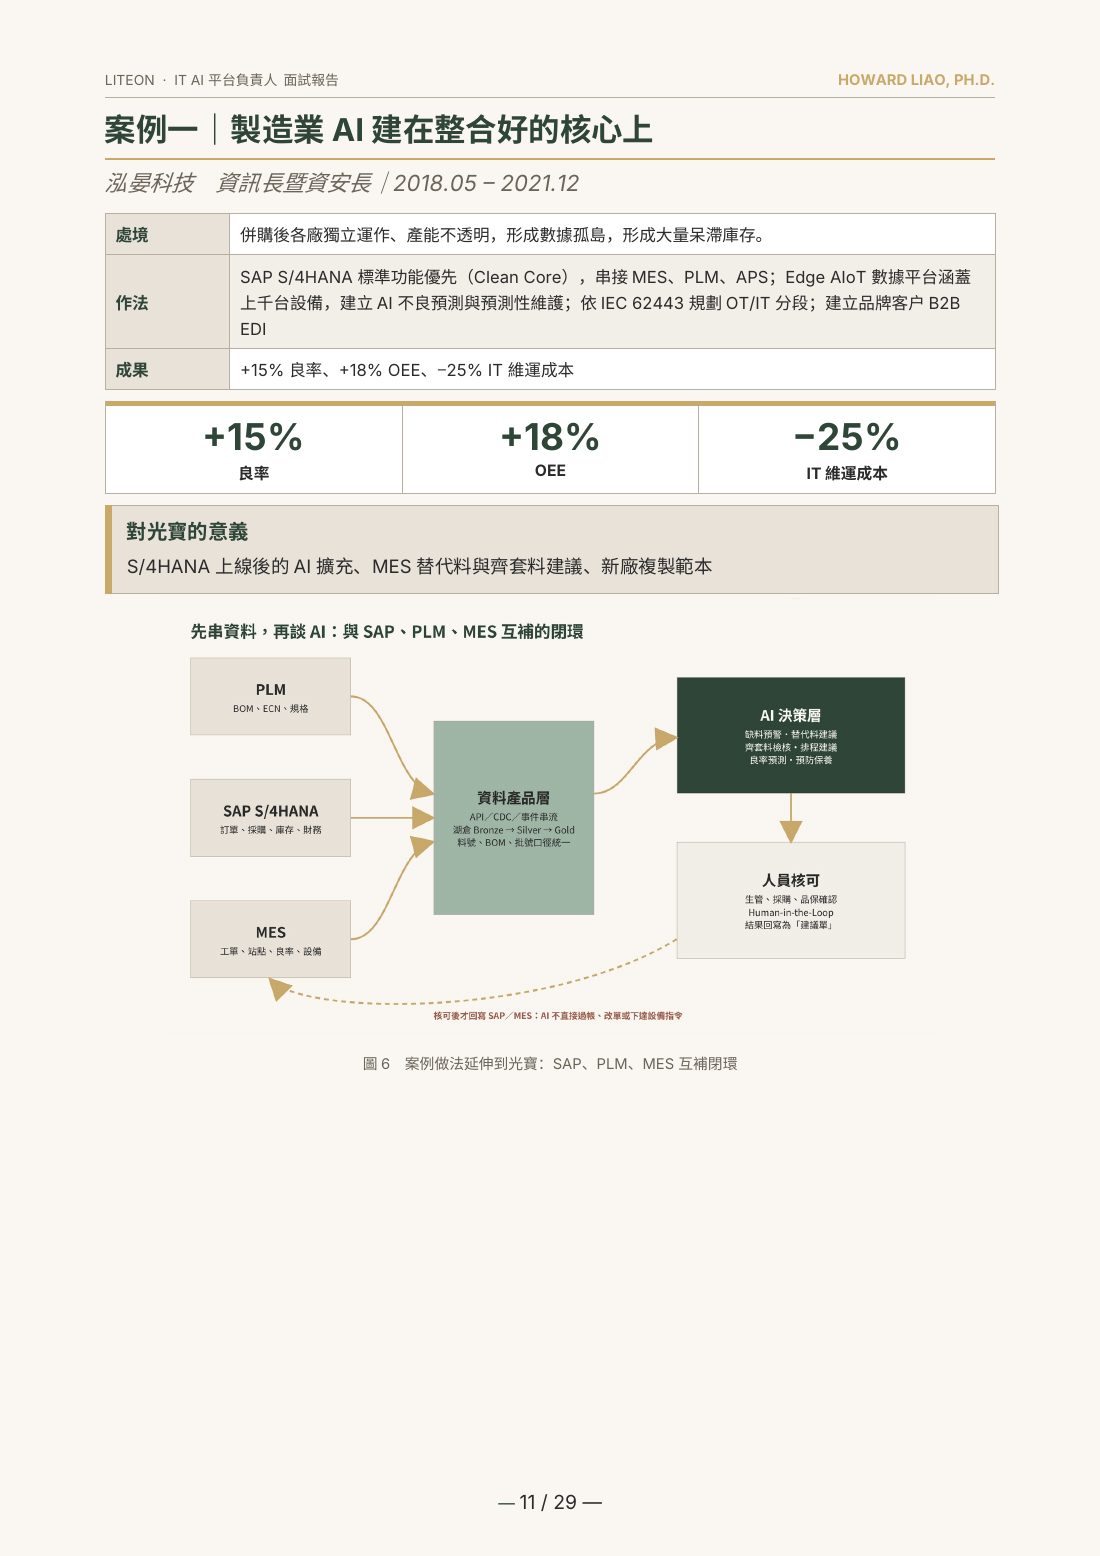 LITEON · IT AI 平台負責人 面試報告
HOWARD LIAO, PH.D.
案例一｜製造業 AI 建在整合好的核心上
泓晏科技　資訊長暨資安長｜2018.05 – 2021.12
處境
併購後各廠獨立運作、產能不透明，形成數據孤島，形成大量呆滯庫存。
作法
SAP S/4HANA 標準功能優先（Clean Core），串接 MES、PLM、APS；Edge AIoT 數據平台涵蓋
上千台設備，建立 AI 不良預測與預測性維護；依 IEC 62443 規劃 OT/IT 分段；建立品牌客户 B2B
EDI
成果
+15% 良率、+18% OEE、−25% IT 維運成本
+15%
良率
+18%
OEE
−25%
IT 維運成本
對光寶的意義
S/4HANA 上線後的 AI 擴充、MES 替代料與齊套料建議、新廠複製範本
先串資料，再談 AI：與 SAP、PLM、MES 互補的閉環
PLM
BOM、ECN、規格
SAP S/4HANA
訂單、採購、庫存、財務
MES
工單、站點、良率、設備
資料產品層
API／CDC／事件串流
湖倉 Bronze → Silver → Gold
料號、BOM、批號口徑統一
AI 決策層
缺料預警・替代料建議
齊套料檢核・排程建議
良率預測・預防保養
人員核可
生管、採購、品保確認
Human-in-the-Loop
結果回寫為「建議單」
核可後才回寫 SAP／MES：AI 不直接過帳、改單或下達設備指令
圖 6　案例做法延伸到光寶：SAP、PLM、MES 互補閉環
— 11 / 29 —